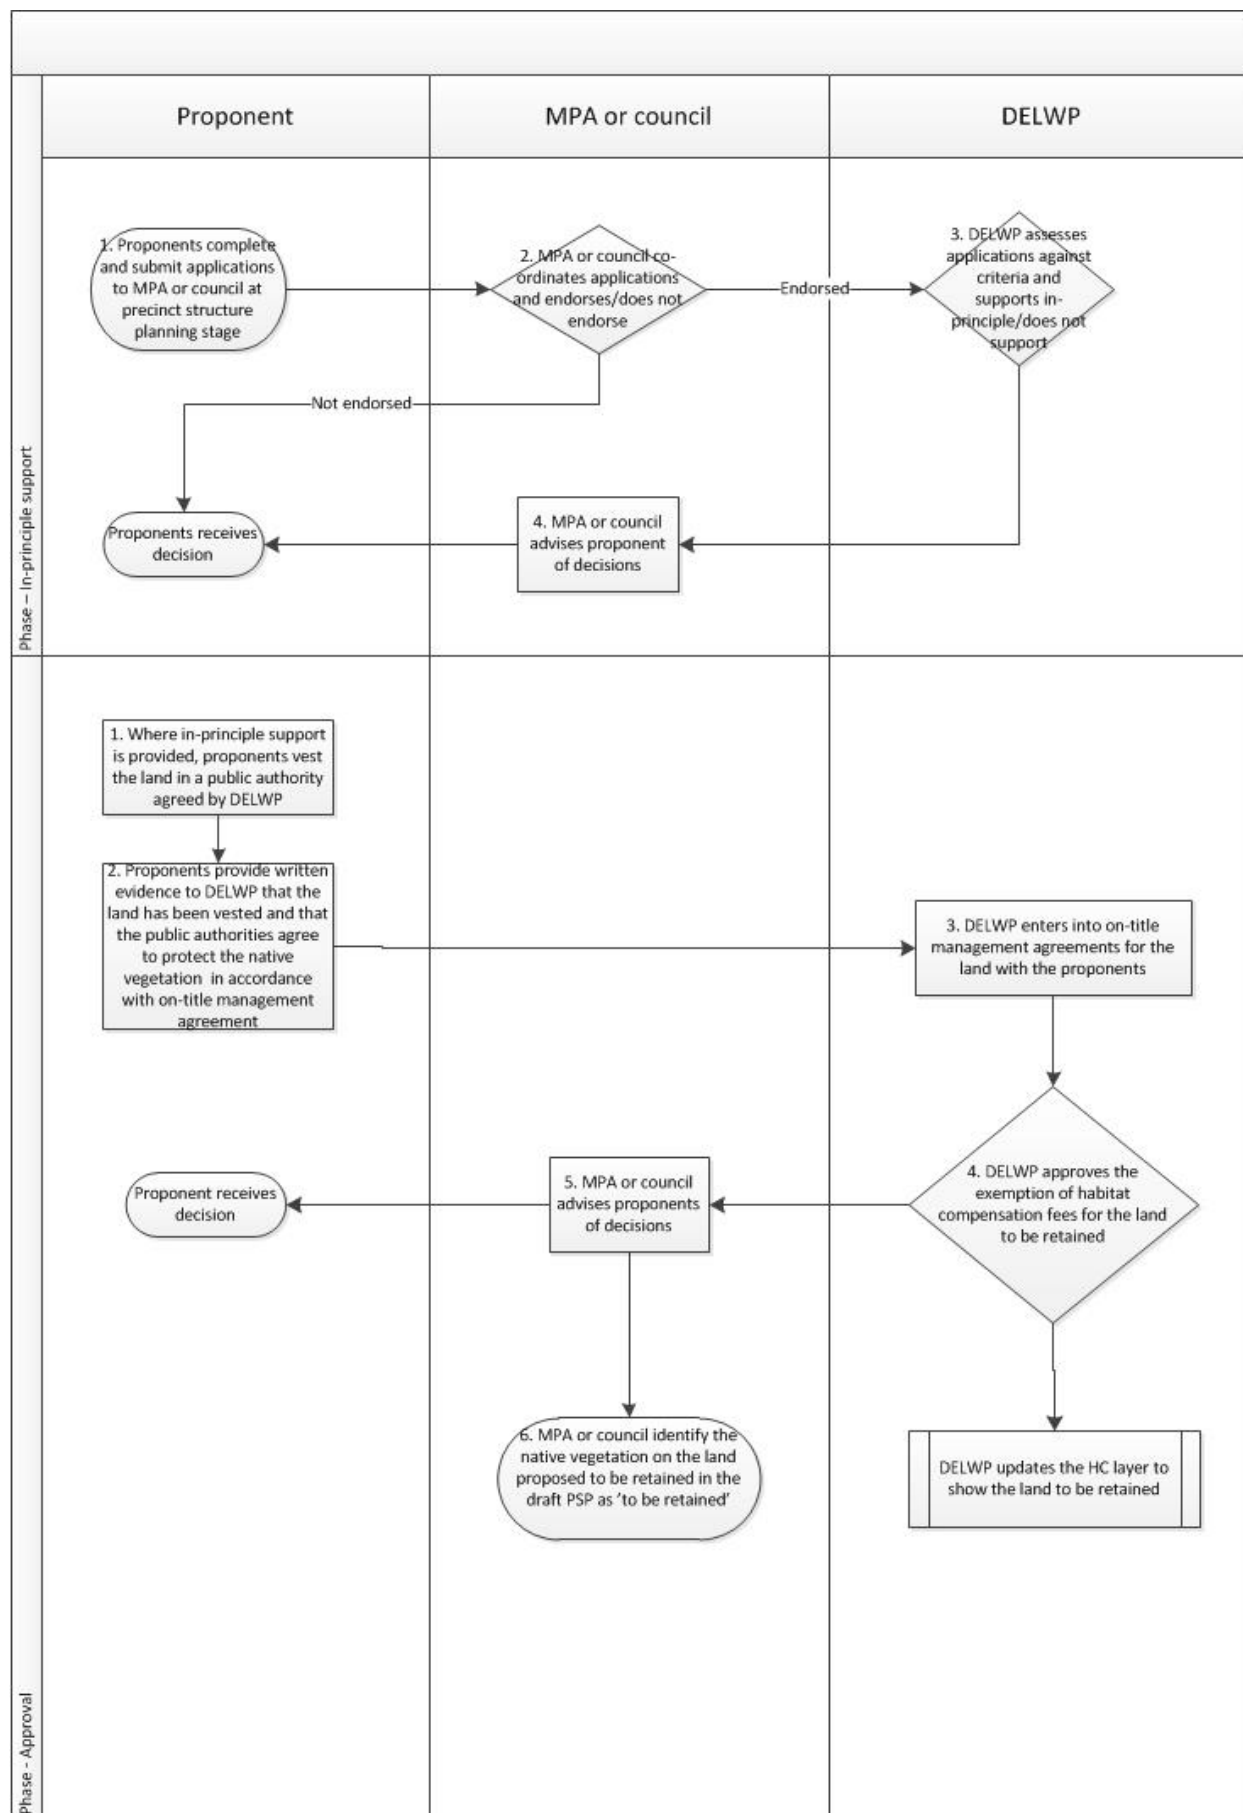 Proponent
MPA or council
DELWP
Phase – In-principle support
1. Proponents complete
and submit applications
to MPA or council at
precinct structure
planning stage
2. MPA or council co-
ordinates applications
and endorses/does not
endorse
Endorsed
3. DELWP assesses
applications against
criteria and
supports in-
principle/does not
support
Not endorsed
Proponents receives
decision
4. MPA or council
advises proponent
of decisions
Phase - Approval
1. Where in-principle support
is provided, proponents vest
the land in a public authority
agreed by DELWP
2. Proponents provide written
evidence to DELWP that the
land has been vested and that
the public authorities agree
to protect the native
vegetation in accordance
with on-title management
agreement
3. DELWP enters into on-title
management agreements for the
land with the proponents
4. DELWP approves the
exemption of habitat
compensation fees for the land
to be retained
5. MPA or council
advises proponents
of decisions
Proponent receives
decision
6. MPA or council identify the
native vegetation on the land
proposed to be retained in the
draft PSP as ’to be retained’
DELWP updates the HC layer to
show the land to be retained